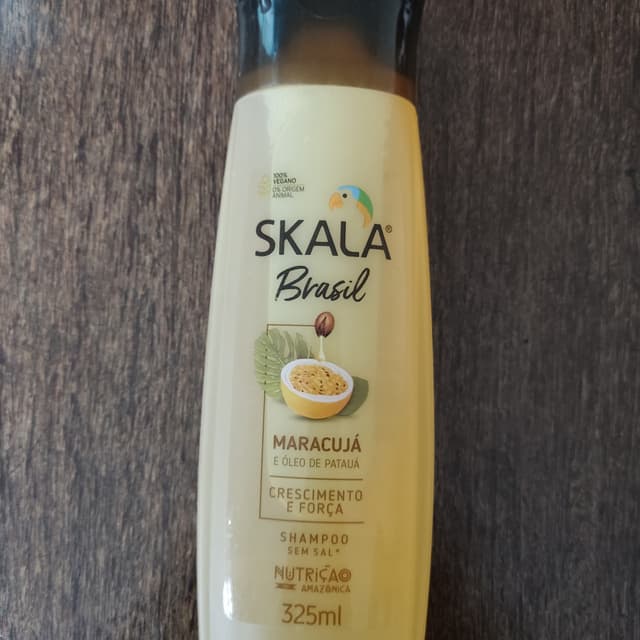 100%
VEGANO
0% ORIGEM
ANIMAL
SKALA®
Brasil
MARACUJÁ
E ÓLEO DE PATAUÁ
CRESCIMENTO
E FORÇA
SHAMPOO
SEM SAL*
NUTRIÇÃO
AMAZÔNICA
325ml